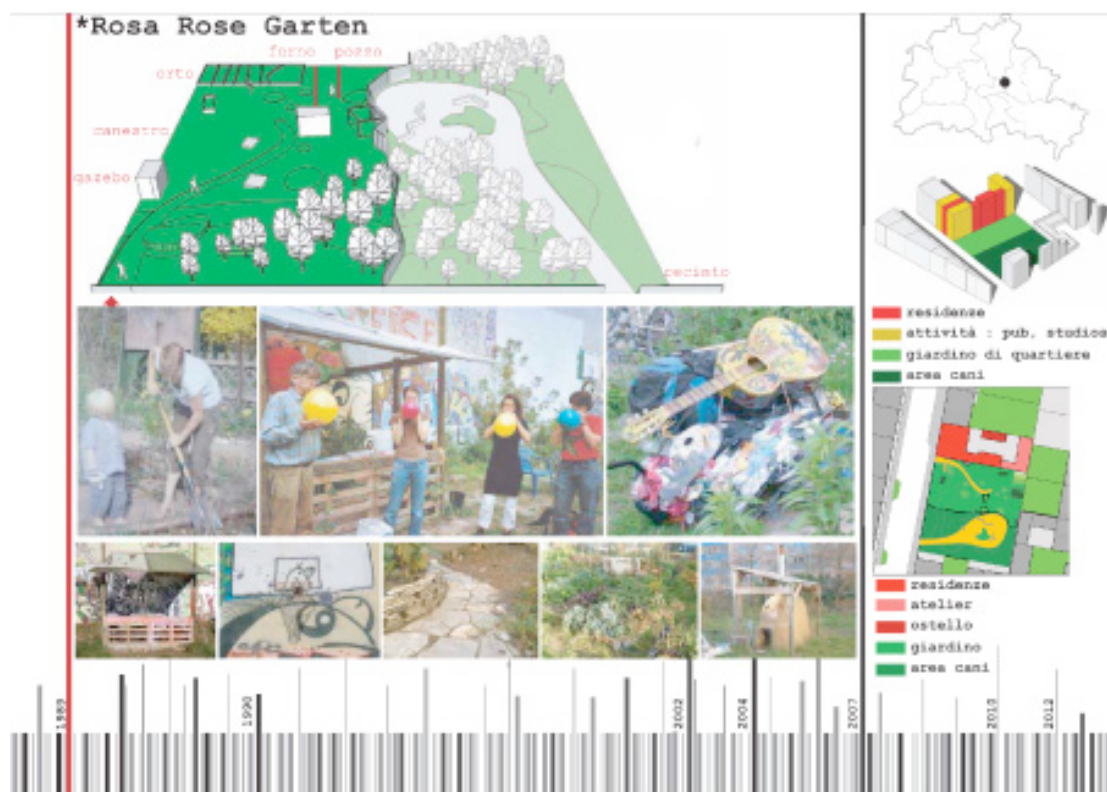 *Rosa Rose Garten
forno pozzo
orto
canestro
gazebo
recinto
residenze
attività : pub, studios
giardino di quartiere
area cani
residenze
atelier
ostello
giardino
area cani
1989
1990
2002
2004
2007
2010
2012